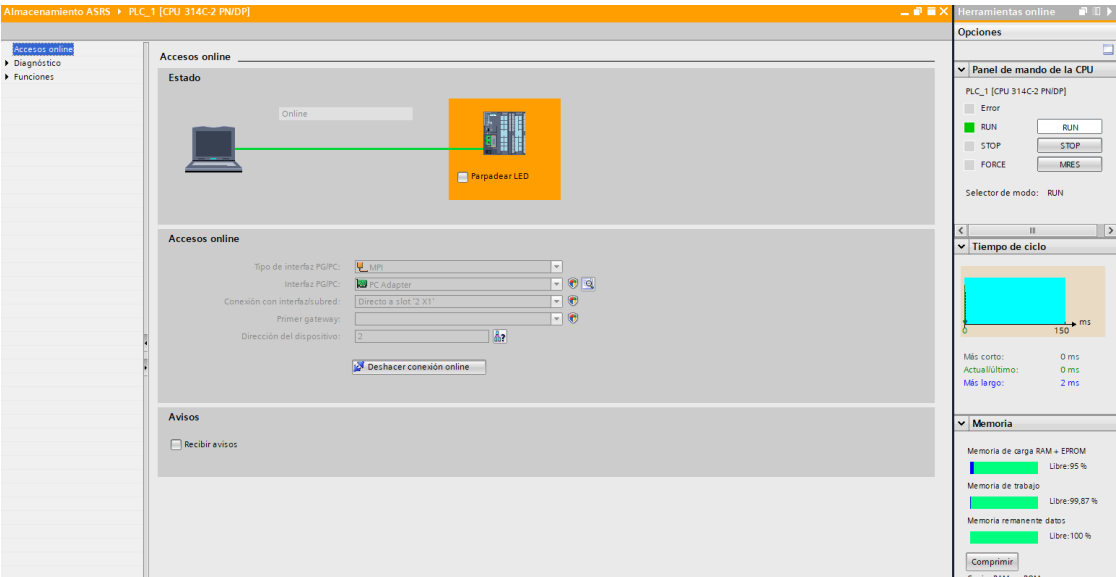 Almacenamiento ASRS ▸ PLC_1 [CPU 314C-2 PN/DP]
Accesos online
Diagnóstico
Funciones
Accesos online
Estado
Online
Parpadear LED
Accesos online
Tipo de interfaz PG/PC: MPI
Interfaz PG/PC: PC Adapter
Conexión con interfaz/subred: Directo a slot '2 X1'
Primer gateway:
Dirección del dispositivo: 2
Deshacer conexión online
Avisos
Recibir avisos
Herramientas online
Opciones
Panel de mando de la CPU
PLC_1 [CPU 314C-2 PN/DP]
Error
RUN RUN
STOP STOP
FORCE MRES
Selector de modo: RUN
Tiempo de ciclo
ms
0 150
Más corto: 0 ms
Actual/último: 0 ms
Más largo: 2 ms
Memoria
Memoria de carga RAM + EPROM
Libre:95 %
Memoria de trabajo
Libre:99,87 %
Memoria remanente datos
Libre:100 %
Comprimir